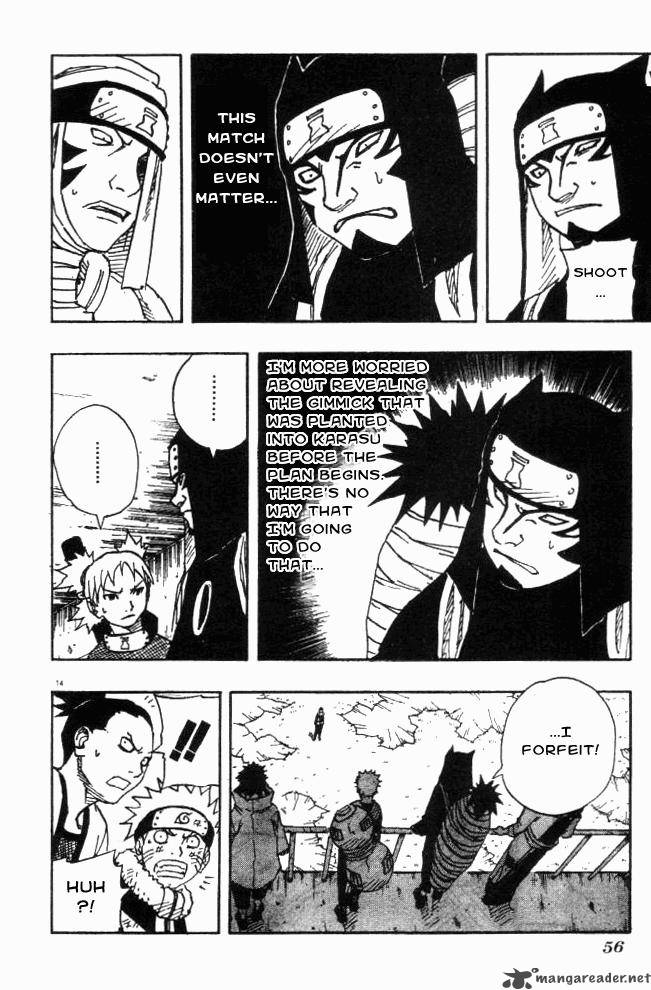 SHOOT
...
THIS
MATCH
DOESN'T
EVEN
MATTER...
I'M MORE WORRIED
ABOUT REVEALING
THE GIMMICK THAT
WAS PLANTED
INTO KARASU
BEFORE THE
PLAN BEGINS.
THERE'S NO
WAY THAT
I'M GOING
TO DO
THAT...
........
........
14
...I
FORFEIT!
!!
HUH
?!
56
mangareader.net